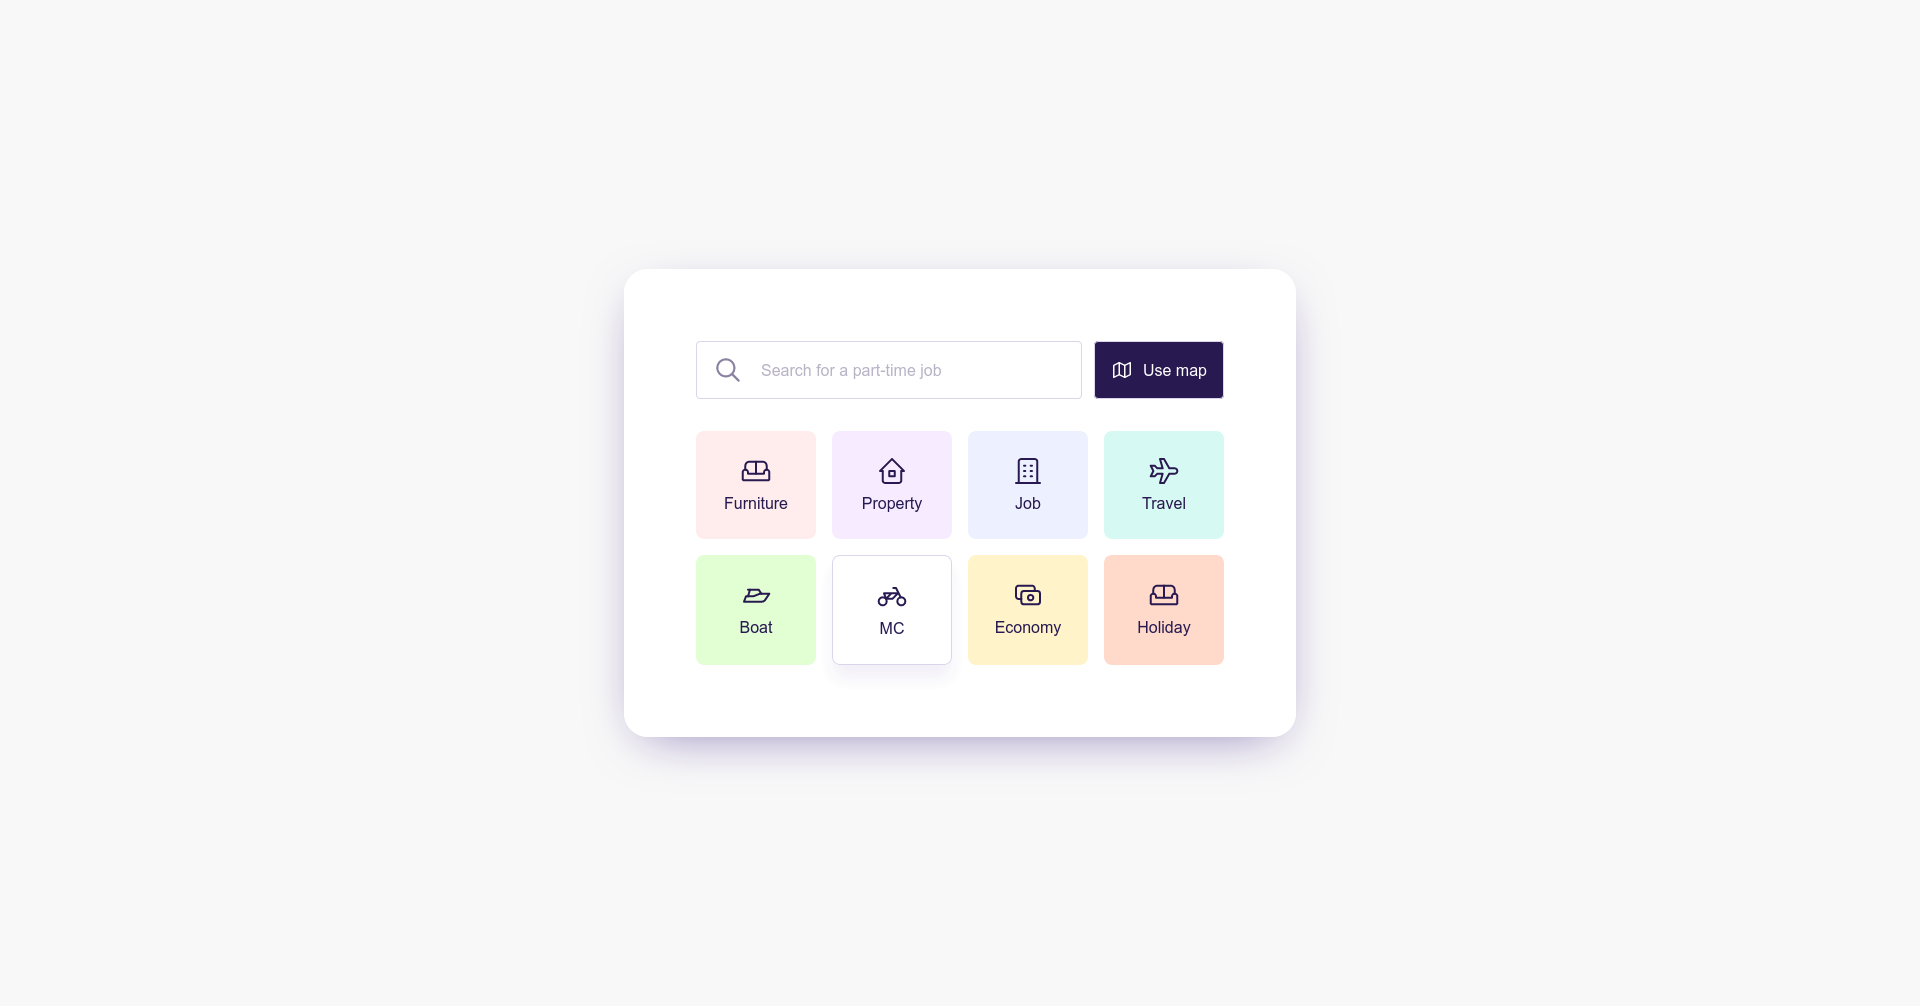 Search for a part-time job
Use map
Furniture
Property
Job
Travel
Boat
MC
Economy
Holiday